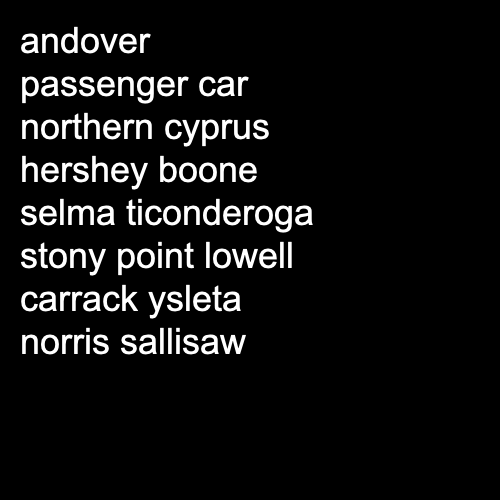 andover
passenger car
northern cyprus
hershey boone
selma ticonderoga
stony point lowell
carrack ysleta
norris sallisaw